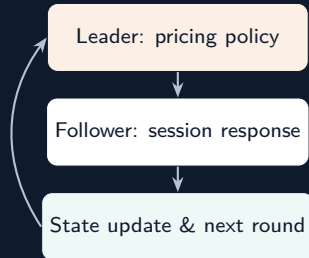 Leader: pricing policy
Follower: session response
State update & next round